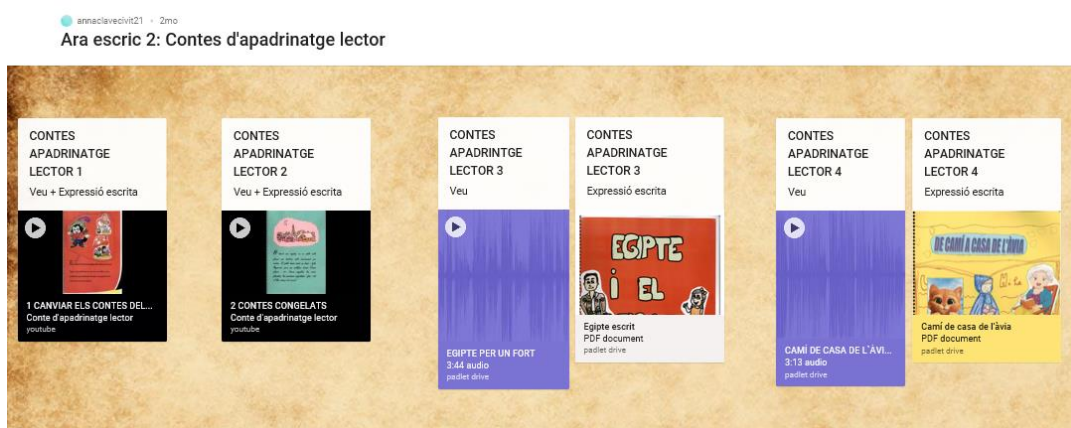 annaclavecivit21 • 2mo
Ara escric 2: Contes d'apadrinatge lector
CONTES
APADRINATGE
LECTOR 1
Veu + Expressió escrita
1 CANVIAR ELS CONTES DEL...
Conte d'apadrinatge lector
youtube
CONTES
APADRINATGE
LECTOR 2
Veu + Expressió escrita
2 CONTES CONGELATS
Conte d'apadrinatge lector
youtube
CONTES
APADRINTGE
LECTOR 3
Veu
EGIPTE PER UN FORT
3:44 audio
padlet drive
CONTES
APADRINATGE
LECTOR 3
Expressió escrita
EGIPTE
i EL
Egipte escrit
PDF document
padlet drive
CONTES
APADRINATGE
LECTOR 4
Veu
CAMÍ DE CASA DE L'ÀVI...
3:13 audio
padlet drive
CONTES
APADRINATGE
LECTOR 4
Expressió escrita
DE CAMÍ A CASA DE L'ÀVIA
Camí de casa de l'àvia
PDF document
padlet drive